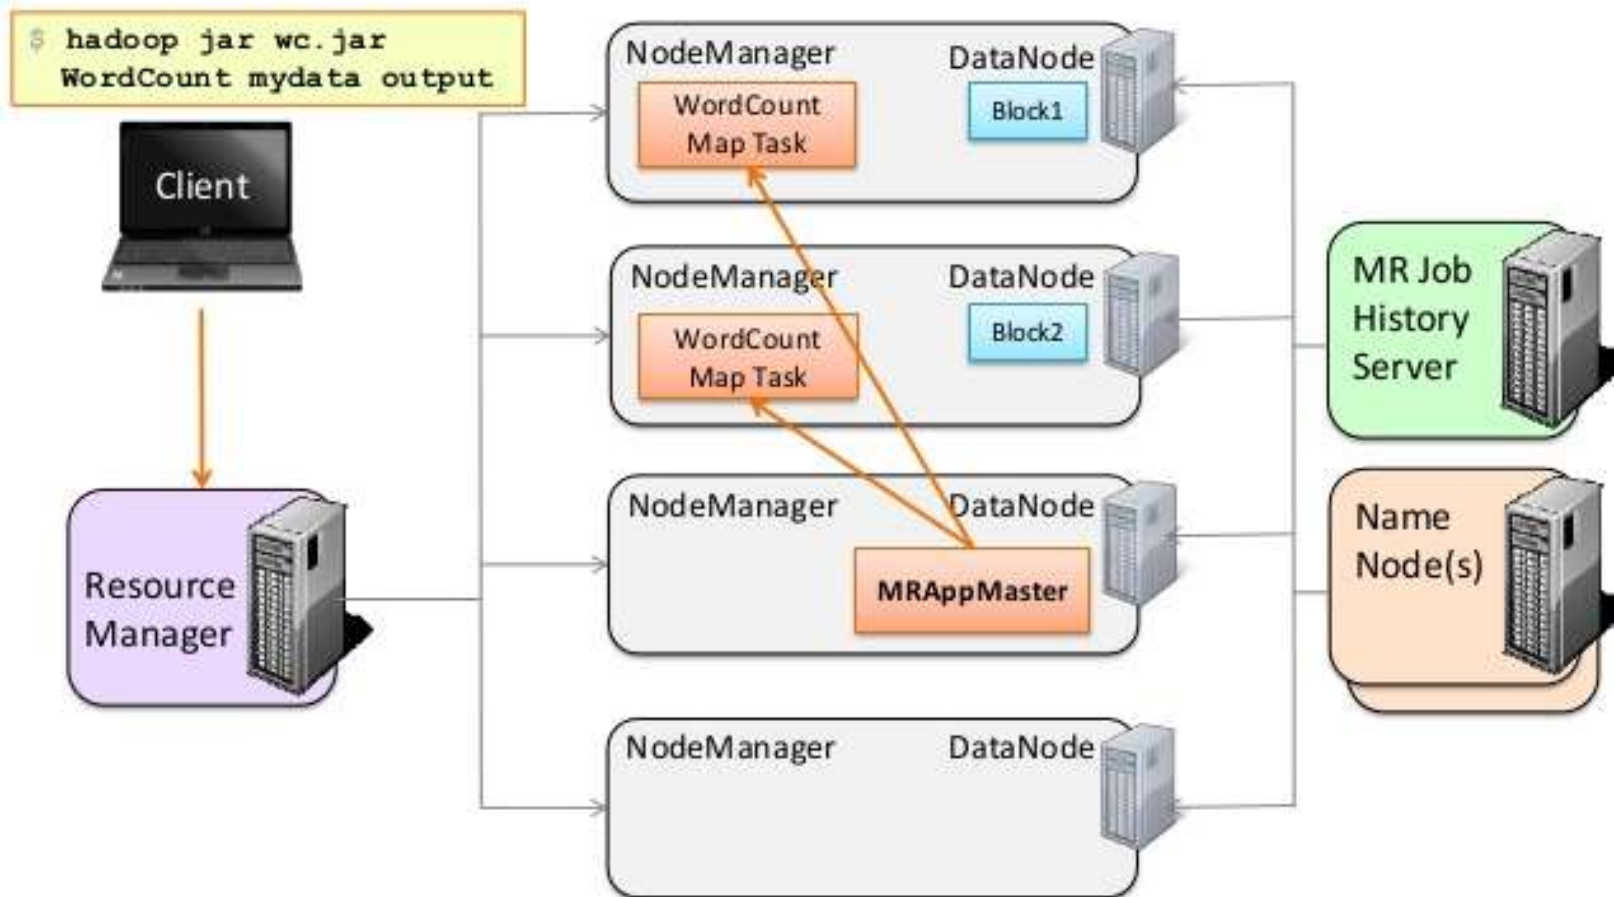 $ hadoop jar wc.jar
WordCount mydata output
Client
Resource
Manager
NodeManager
DataNode
WordCount
Map Task
Block1
NodeManager
DataNode
WordCount
Map Task
Block2
NodeManager
DataNode
MRAppMaster
NodeManager
DataNode
MR Job
History
Server
Name
Node(s)